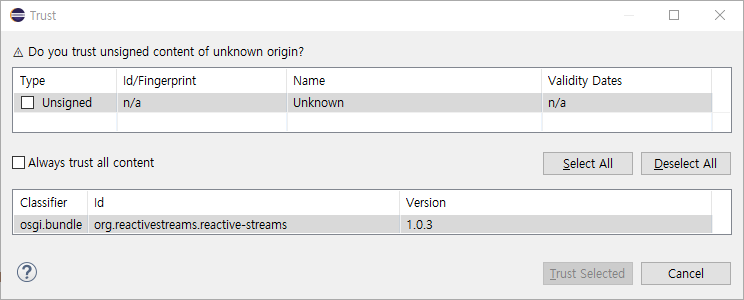 Trust
Do you trust unsigned content of unknown origin?
Type Id/Fingerprint Name Validity Dates
Unsigned n/a Unknown n/a
Always trust all content Select All Deselect All
Classifier Id Version
osgi.bundle org.reactivestreams.reactive-streams 1.0.3
? Trust Selected Cancel